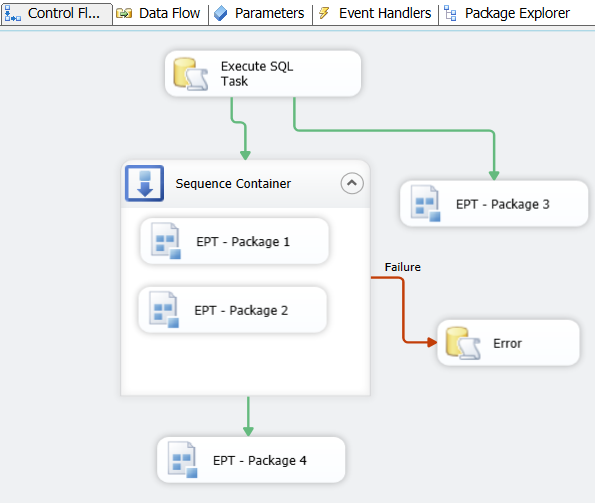 Control Fl...
Data Flow
Parameters
Event Handlers
Package Explorer
Execute SQL
Task
Sequence Container
EPT - Package 3
EPT - Package 1
Failure
EPT - Package 2
Error
EPT - Package 4